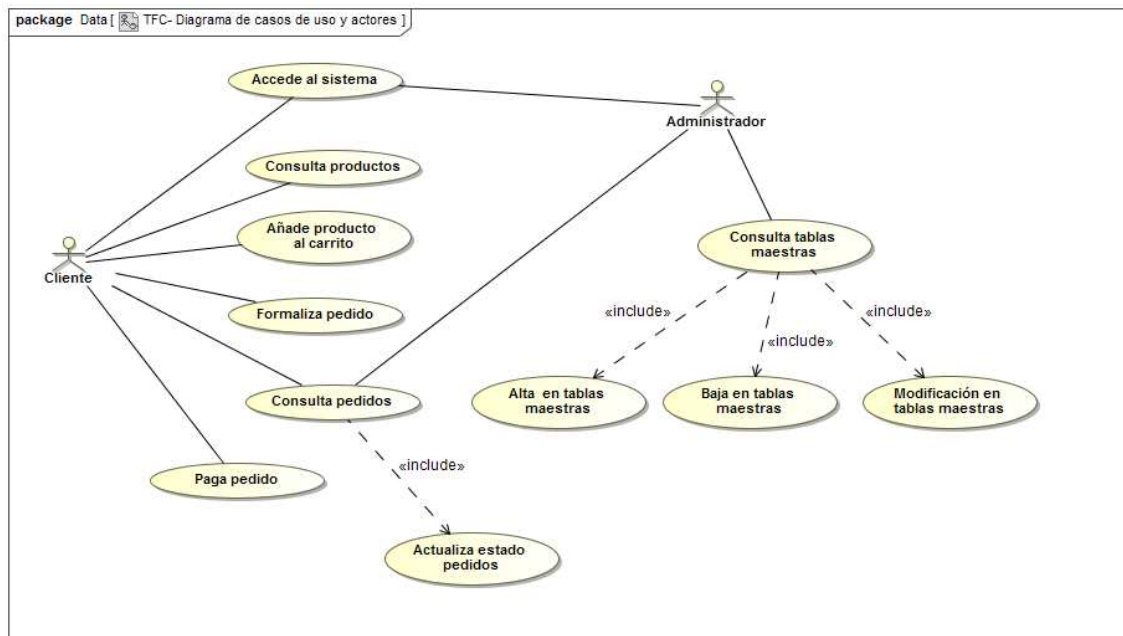 package Data [ TFC- Diagrama de casos de uso y actores ]
Accede al sistema
Administrador
Consulta productos
Añade producto
al carrito
Consulta tablas
maestras
Cliente
Formaliza pedido
«include»
«include»
«include»
Consulta pedidos
Alta en tablas
maestras
Baja en tablas
maestras
Modificación en
tablas maestras
«include»
Paga pedido
Actualiza estado
pedidos